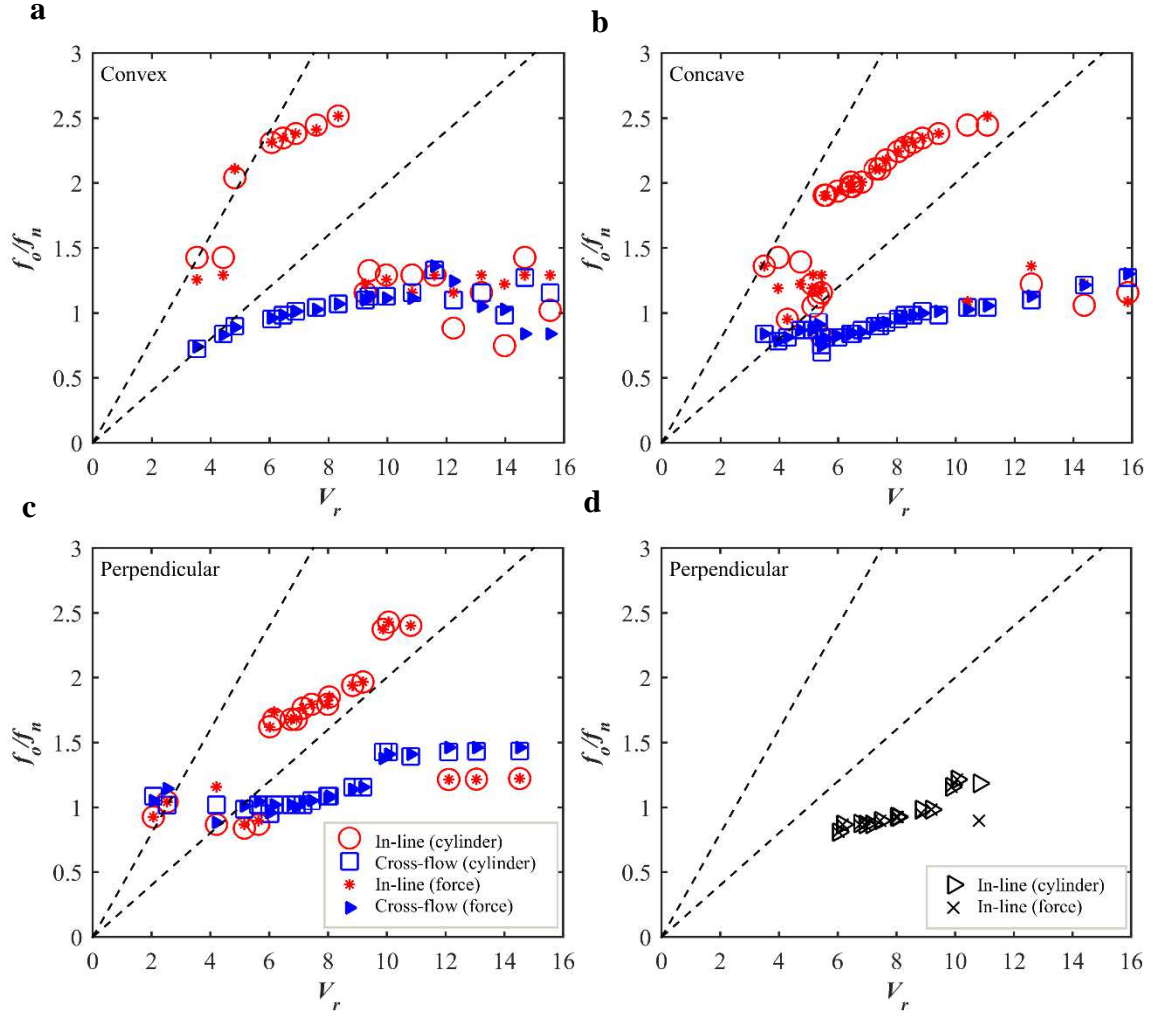 a
b
Convex
Concave
3
2.5
2
1.5
1
0.5
0
f_o/f_n
0 2 4 6 8 10 12 14 16
V_r
3
2.5
2
1.5
1
0.5
0
f_o/f_n
0 2 4 6 8 10 12 14 16
V_r
c
d
Perpendicular
Perpendicular
3
2.5
2
1.5
1
0.5
0
f_o/f_n
0 2 4 6 8 10 12 14 16
V_r
In-line (cylinder)
Cross-flow (cylinder)
In-line (force)
Cross-flow (force)
3
2.5
2
1.5
1
0.5
0
f_o/f_n
0 2 4 6 8 10 12 14 16
V_r
In-line (cylinder)
In-line (force)